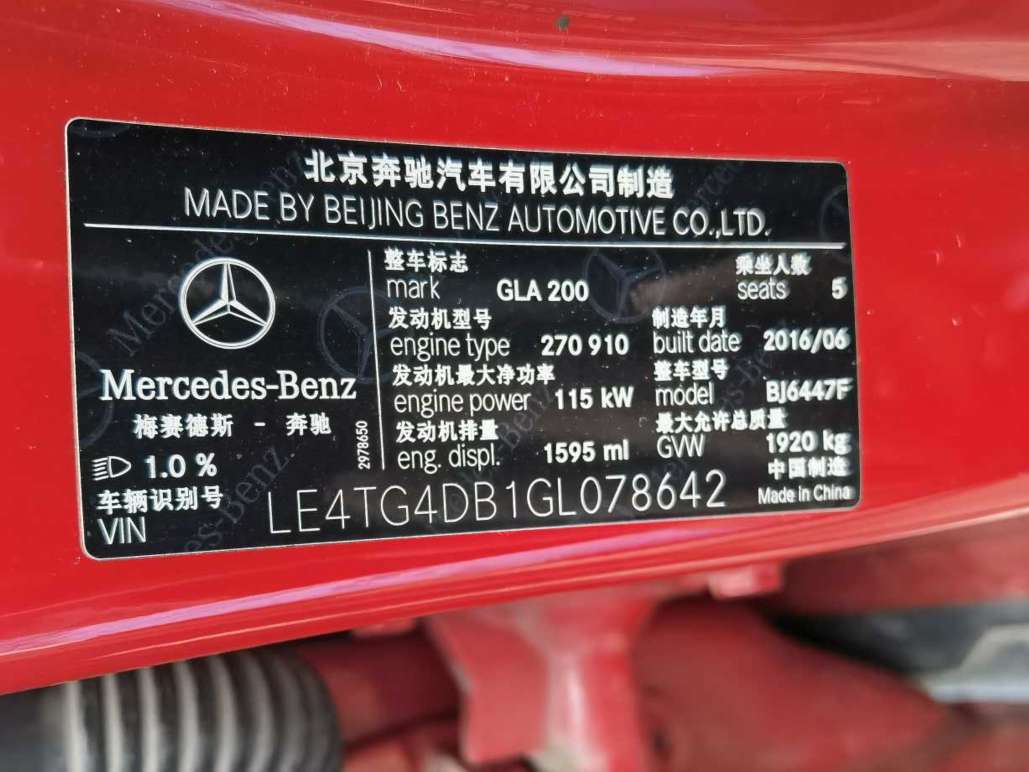 北京奔驰汽车有限公司制造
MADE BY BEIJING BENZ AUTOMOTIVE CO.,LTD.
Mercedes-Benz
梅赛德斯 - 奔驰
1.0 %
2978650
整车标志
mark GLA 200
乘坐人数
seats 5
发动机型号
engine type 270 910
制造年月
built date 2016/06
发动机最大净功率
engine power 115 kW
整车型号
model BJ6447F
发动机排量
eng. displ. 1595 ml
最大允许总质量
GVW 1920 kg
中国制造
Made in China
车辆识别号
VIN LE4TG4DB1GL078642